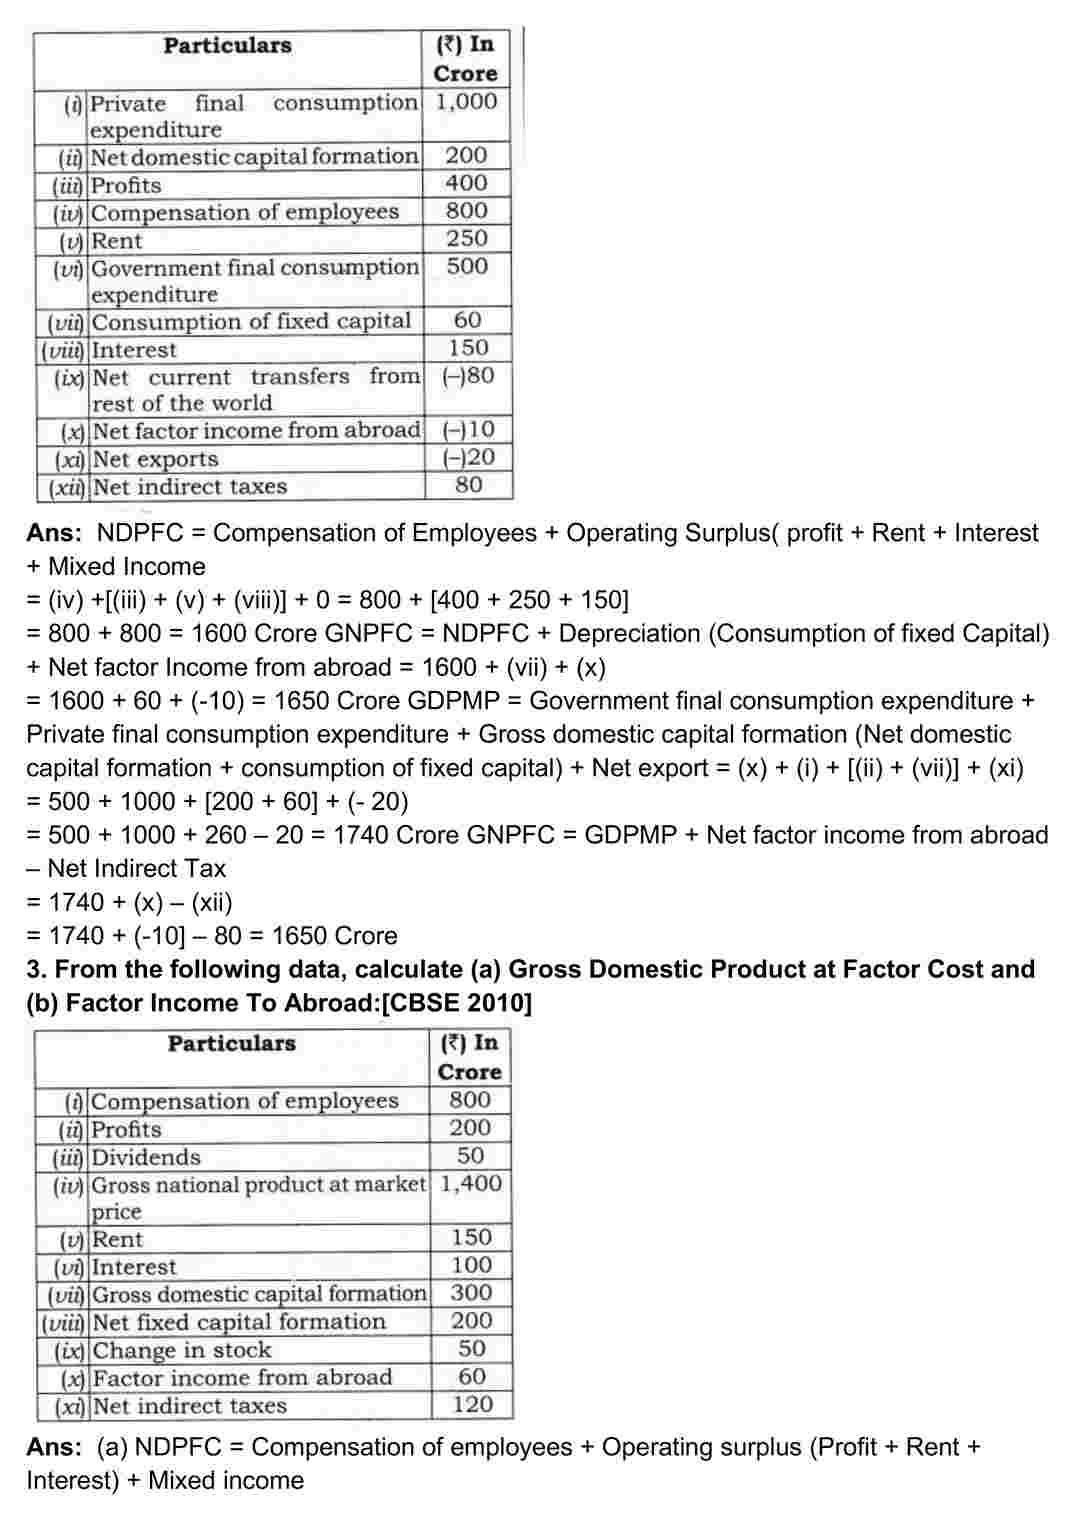 Particulars (₹) In
Crore
(i) Private final consumption 1,000
expenditure
(ii) Net domestic capital formation 200
(iii) Profits 400
(iv) Compensation of employees 800
(v) Rent 250
(vi) Government final consumption 500
expenditure
(vii) Consumption of fixed capital 60
(viii) Interest 150
(ix) Net current transfers from (–)80
rest of the world
(x) Net factor income from abroad (–)10
(xi) Net exports (–)20
(xii) Net indirect taxes 80
Ans: NDPFC = Compensation of Employees + Operating Surplus( profit + Rent + Interest
+ Mixed Income
= (iv) +[(iii) + (v) + (viii)] + 0 = 800 + [400 + 250 + 150]
= 800 + 800 = 1600 Crore GNPFC = NDPFC + Depreciation (Consumption of fixed Capital)
+ Net factor Income from abroad = 1600 + (vii) + (x)
= 1600 + 60 + (-10) = 1650 Crore GDPMP = Government final consumption expenditure +
Private final consumption expenditure + Gross domestic capital formation (Net domestic
capital formation + consumption of fixed capital) + Net export = (x) + (i) + [(ii) + (vii)] + (xi)
= 500 + 1000 + [200 + 60] + (- 20)
= 500 + 1000 + 260 – 20 = 1740 Crore GNPFC = GDPMP + Net factor income from abroad
– Net Indirect Tax
= 1740 + (x) – (xii)
= 1740 + (-10] – 80 = 1650 Crore
3. From the following data, calculate (a) Gross Domestic Product at Factor Cost and
(b) Factor Income To Abroad:[CBSE 2010]
Particulars (₹) In
Crore
(i) Compensation of employees 800
(ii) Profits 200
(iii) Dividends 50
(iv) Gross national product at market 1,400
price
(v) Rent 150
(vi) Interest 100
(vii) Gross domestic capital formation 300
(viii) Net fixed capital formation 200
(ix) Change in stock 50
(x) Factor income from abroad 60
(xi) Net indirect taxes 120
Ans: (a) NDPFC = Compensation of employees + Operating surplus (Profit + Rent +
Interest) + Mixed income